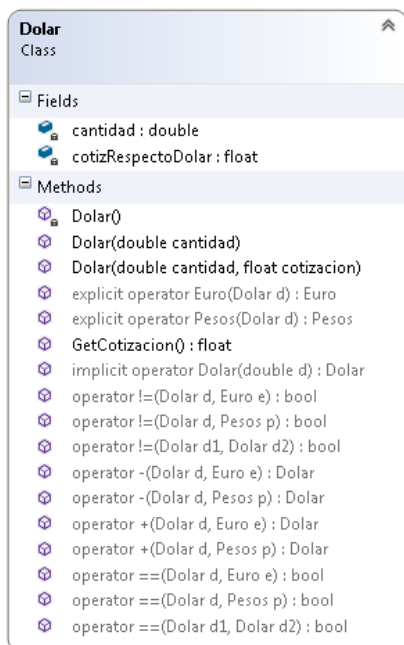 Dolar
Class
Fields
cantidad : double
cotizRespectoDolar : float
Methods
Dolar()
Dolar(double cantidad)
Dolar(double cantidad, float cotizacion)
explicit operator Euro(Dolar d) : Euro
explicit operator Pesos(Dolar d) : Pesos
GetCotizacion() : float
implicit operator Dolar(double d) : Dolar
operator !=(Dolar d, Euro e) : bool
operator !=(Dolar d, Pesos p) : bool
operator !=(Dolar d1, Dolar d2) : bool
operator -(Dolar d, Euro e) : Dolar
operator -(Dolar d, Pesos p) : Dolar
operator +(Dolar d, Euro e) : Dolar
operator +(Dolar d, Pesos p) : Dolar
operator ==(Dolar d, Euro e) : bool
operator ==(Dolar d, Pesos p) : bool
operator ==(Dolar d1, Dolar d2) : bool